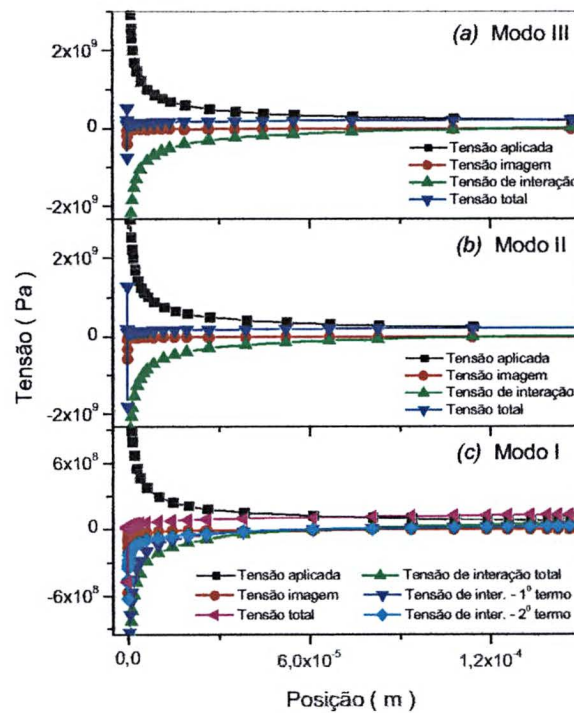 (a) Modo III
2x10⁹
0
-2x10⁹
Tensão aplicada
Tensão imagem
Tensão de interação
Tensão total
(b) Modo II
2x10⁹
0
-2x10⁹
Tensão aplicada
Tensão imagem
Tensão de interação
Tensão total
Tensão ( Pa )
(c) Modo I
6x10⁸
0
-6x10⁸
Tensão aplicada
Tensão imagem
Tensão total
Tensão de interação total
Tensão de inter. - 1⁰ termo
Tensão de inter. - 2⁰ termo
0,0 6,0x10⁻⁵ 1,2x10⁻⁴
Posição ( m )